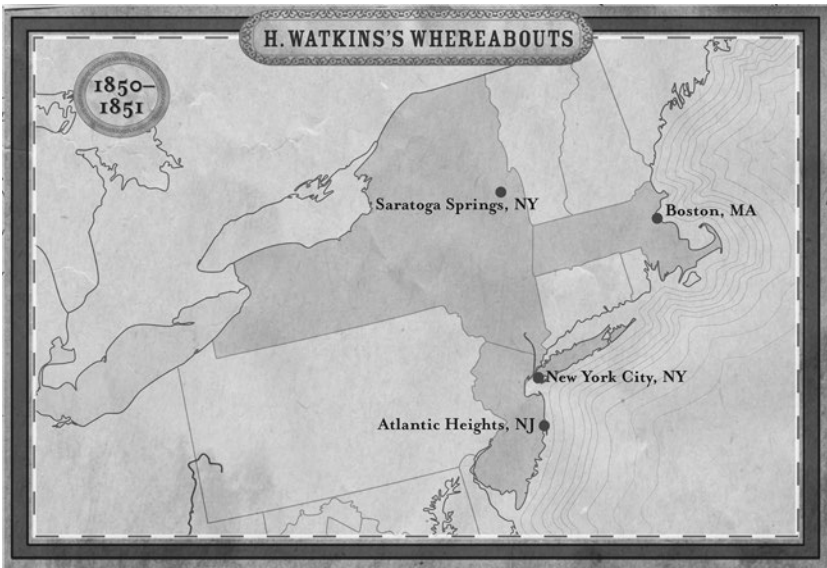 H. WATKINS'S WHEREABOUTS
1850–
1851
Saratoga Springs, NY
Boston, MA
New York City, NY
Atlantic Heights, NJ